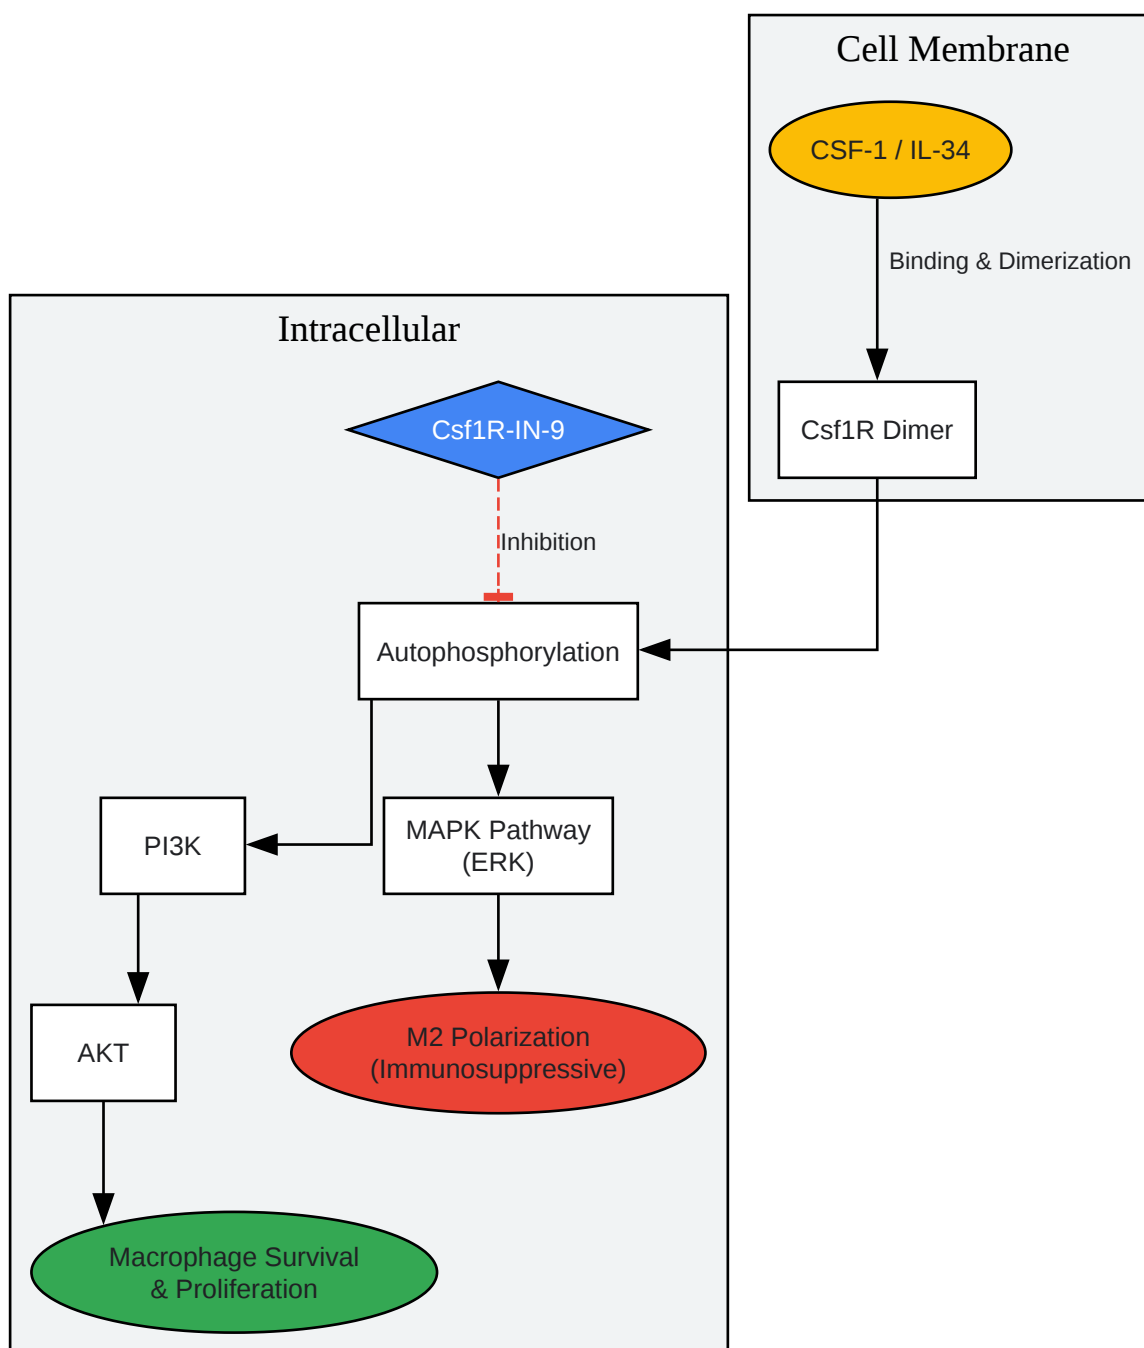 Cell Membrane
CSF-1 / IL-34
Binding & Dimerization
Csf1R Dimer
Intracellular
Csf1R-IN-9
Inhibition
Autophosphorylation
PI3K
MAPK Pathway
(ERK)
AKT
M2 Polarization
(Immunosuppressive)
Macrophage Survival
& Proliferation